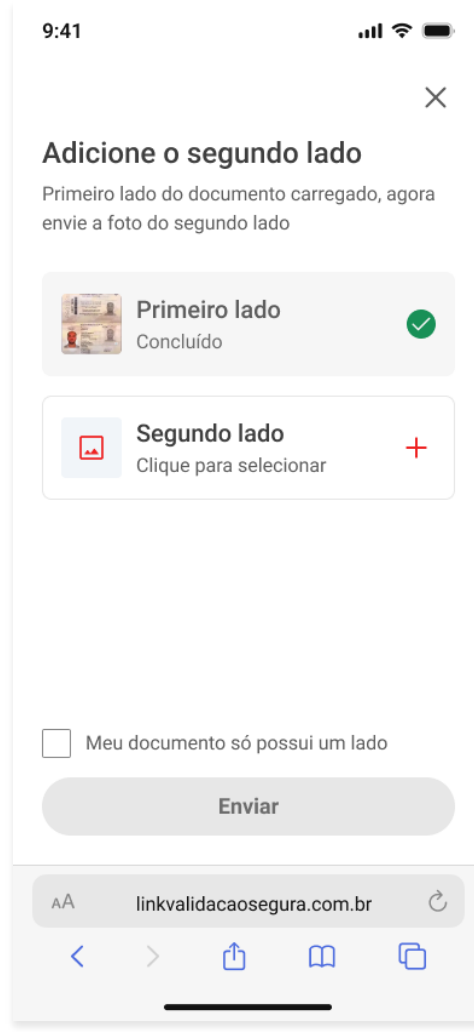 9:41
Adicione o segundo lado
Primeiro lado do documento carregado, agora
envie a foto do segundo lado
Primeiro lado
Concluído
Segundo lado
Clique para selecionar
Meu documento só possui um lado
Enviar
AA linkvalidacaosegura.com.br